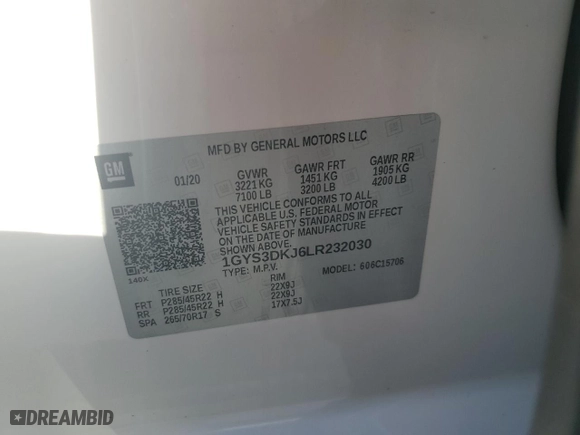 MFD BY GENERAL MOTORS LLC
GM
01/20
GVWR GAWR FRT GAWR RR
3221 KG 1451 KG 1905 KG
7100 LB 3200 LB 4200 LB
THIS VEHICLE CONFORMS TO ALL
APPLICABLE U.S. FEDERAL MOTOR
VEHICLE SAFETY STANDARDS IN EFFECT
ON THE DATE OF MANUFACTURE
SHOWN ABOVE.
1GYS3DKJ6LR232030
TYPE: M.P.V. MODEL: 6C15706
140X
TIRE SIZE RIM
FRT P285/45R22 H 22X9J
RR P285/45R22 H 22X9J
SPA 265/70R17 S 17X7.5J
DREAMBID